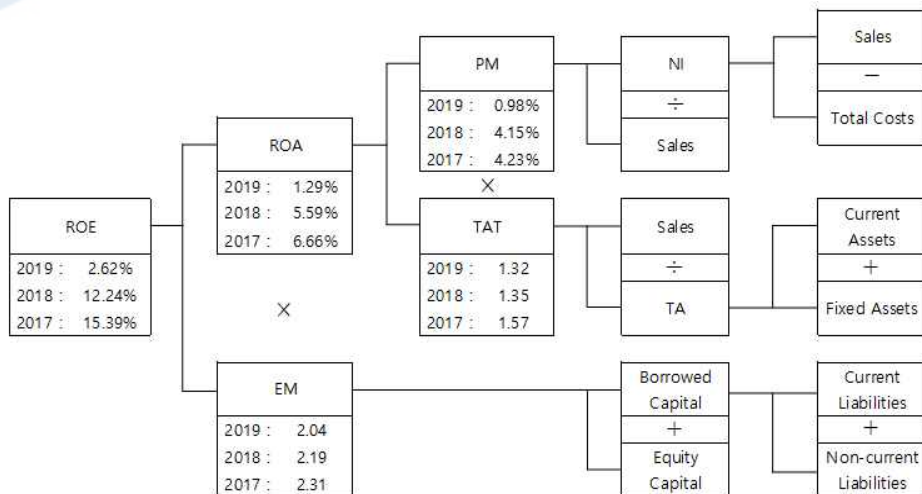 ROE
2019 : 2.62%
2018 : 12.24%
2017 : 15.39%
ROA
2019 : 1.29%
2018 : 5.59%
2017 : 6.66%
×
EM
2019 : 2.04
2018 : 2.19
2017 : 2.31
PM
2019 : 0.98%
2018 : 4.15%
2017 : 4.23%
×
TAT
2019 : 1.32
2018 : 1.35
2017 : 1.57
NI
÷
Sales
Sales
−
Total Costs
Sales
÷
TA
Current
Assets
+
Fixed Assets
Borrowed
Capital
+
Equity
Capital
Current
Liabilities
+
Non-current
Liabilities